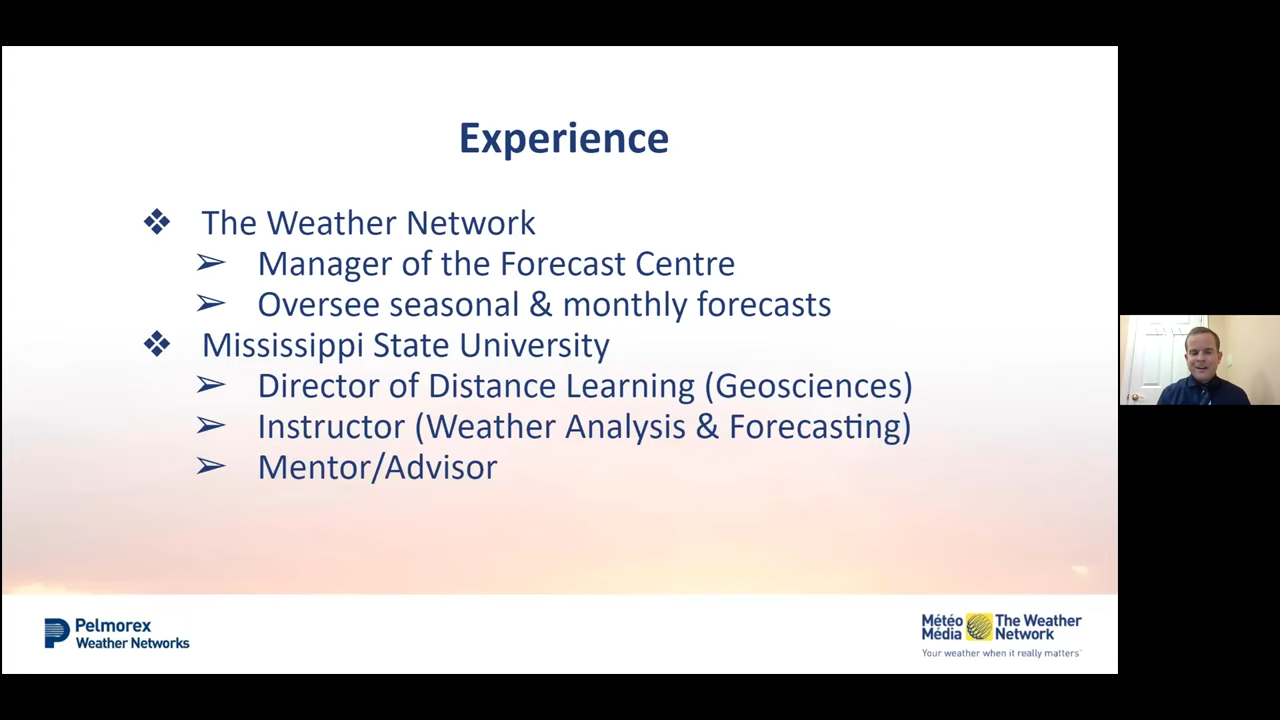 Experience
❖ The Weather Network
➢ Manager of the Forecast Centre
➢ Oversee seasonal & monthly forecasts
❖ Mississippi State University
➢ Director of Distance Learning (Geosciences)
➢ Instructor (Weather Analysis & Forecasting)
➢ Mentor/Advisor
Pelmorex
Weather Networks
Météo
Média
The Weather
Network
Your weather when it really matters™